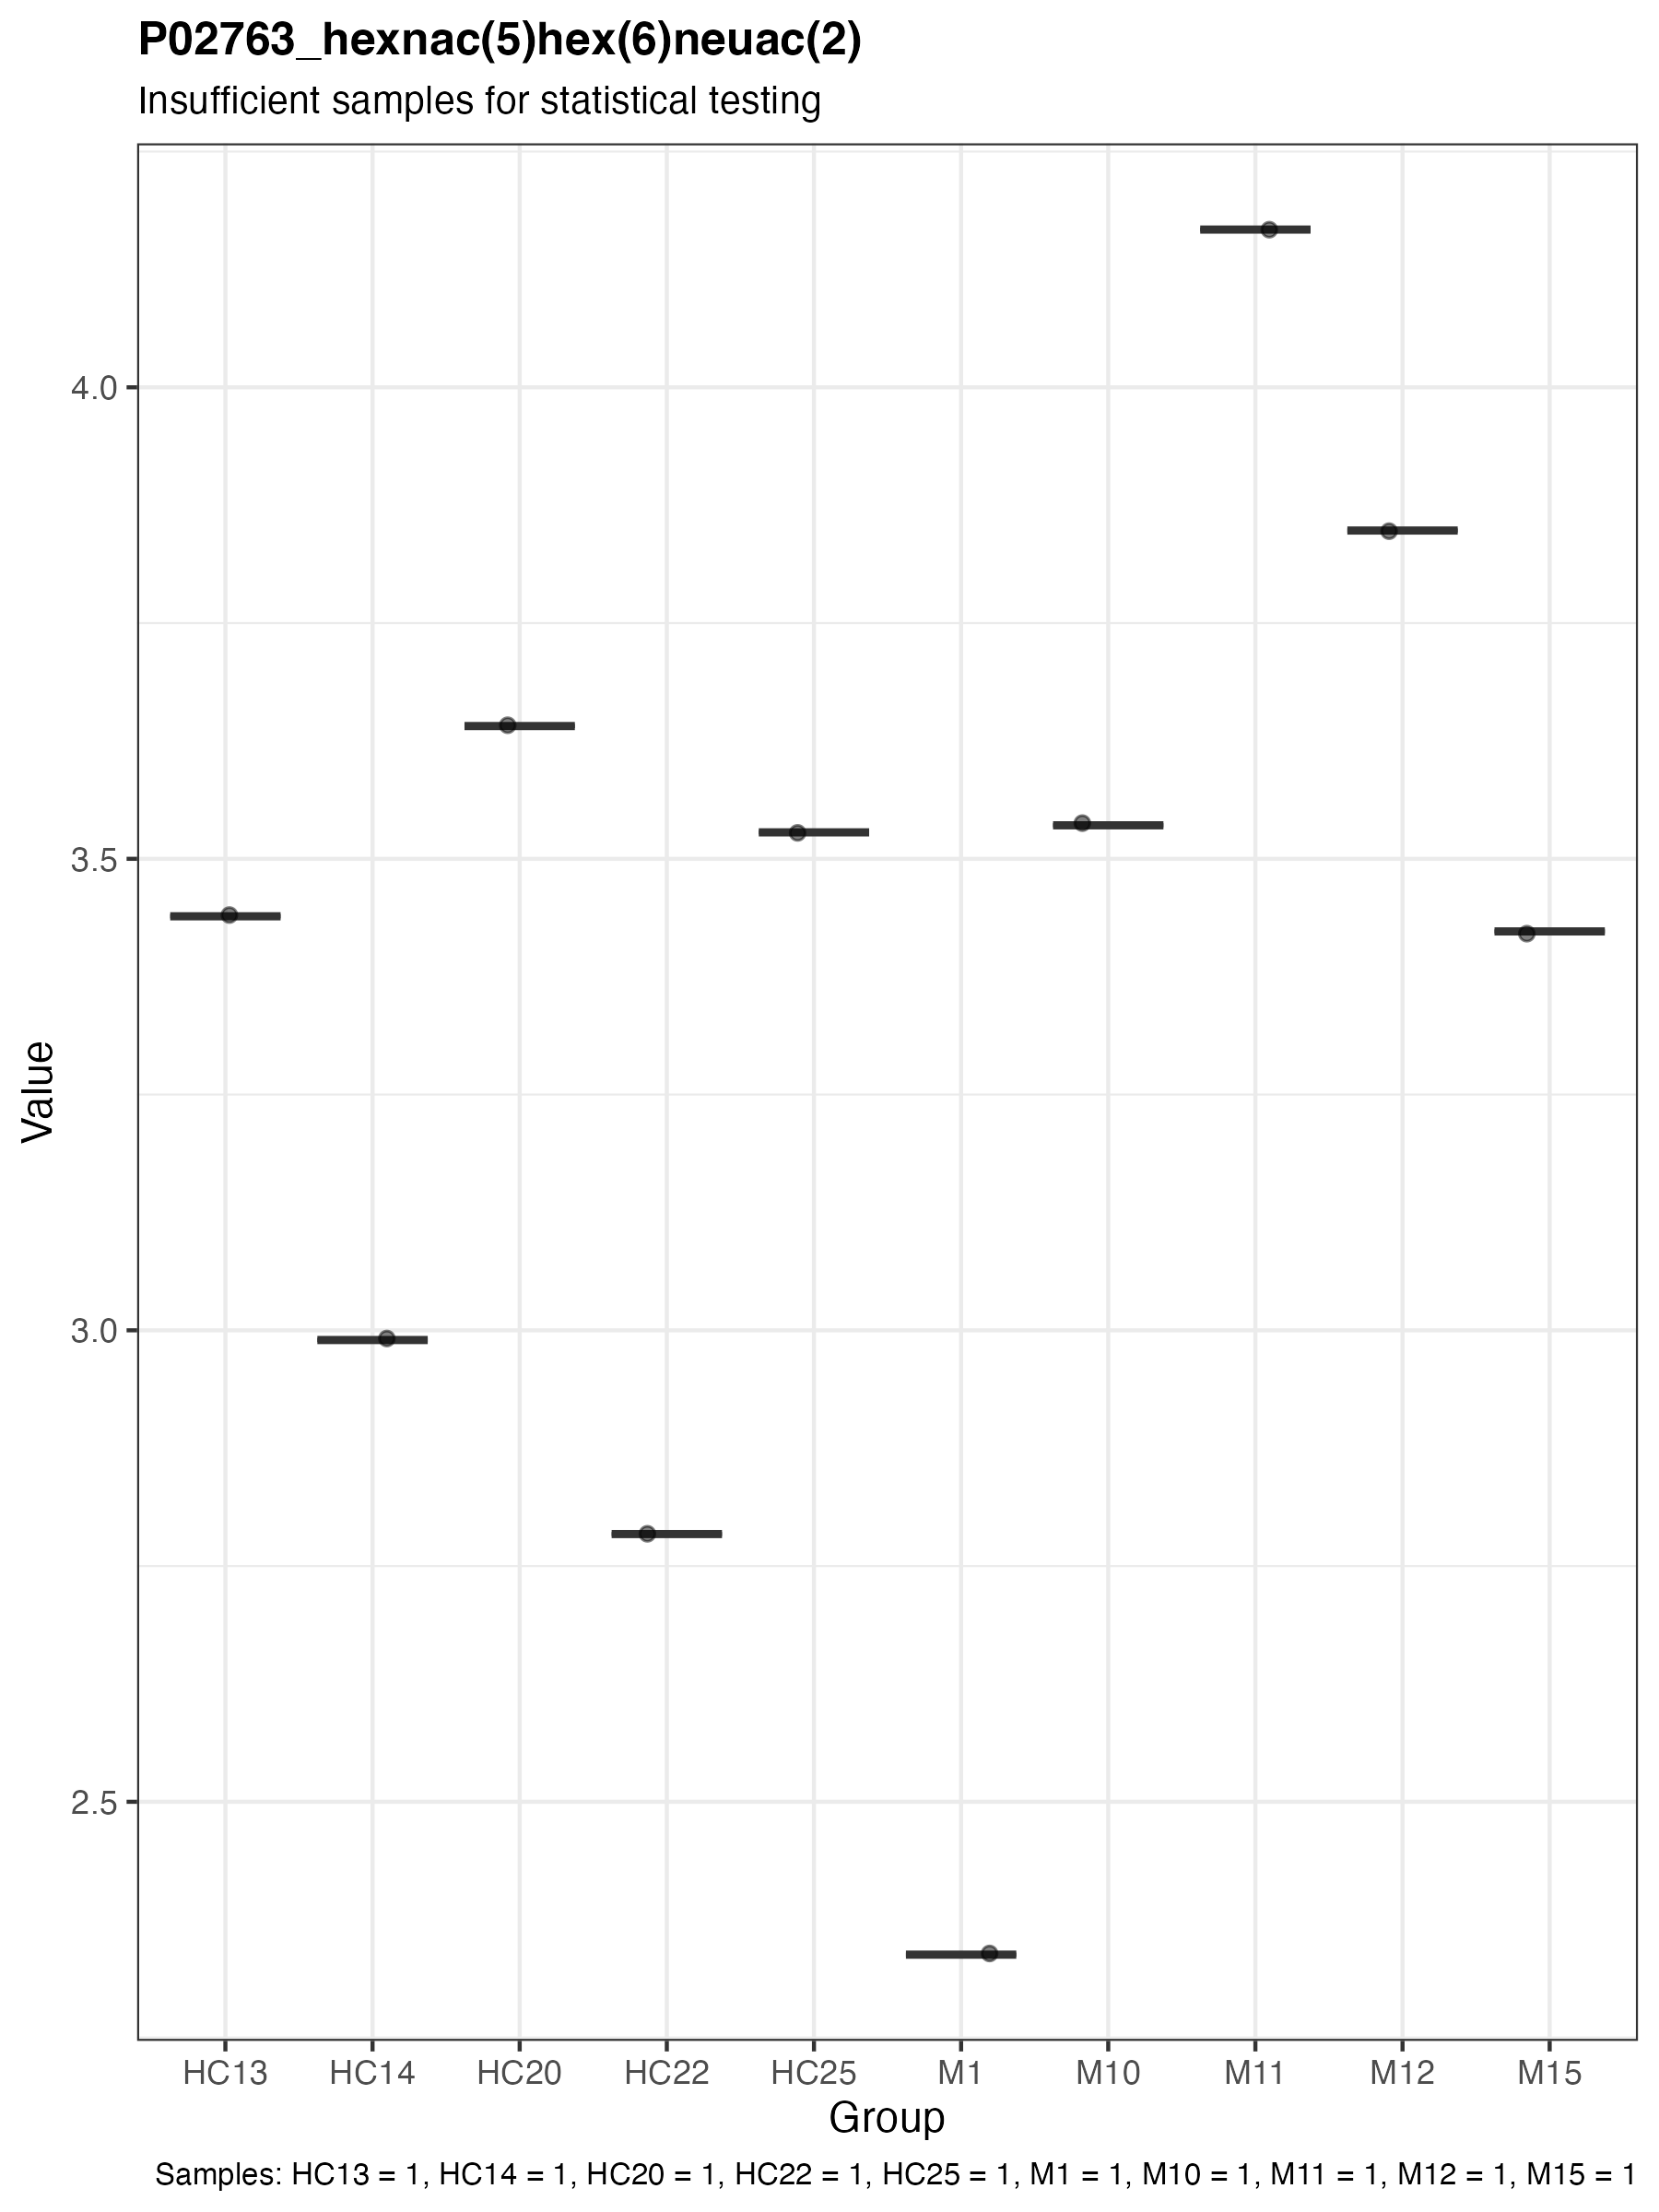 P02763_hexnac(5)hex(6)neuac(2)
Insufficient samples for statistical testing
4.0
3.5
3.0
2.5
Value
HC13 HC14 HC20 HC22 HC25 M1 M10 M11 M12 M15
Group
Samples: HC13 = 1, HC14 = 1, HC20 = 1, HC22 = 1, HC25 = 1, M1 = 1, M10 = 1, M11 = 1, M12 = 1, M15 = 1